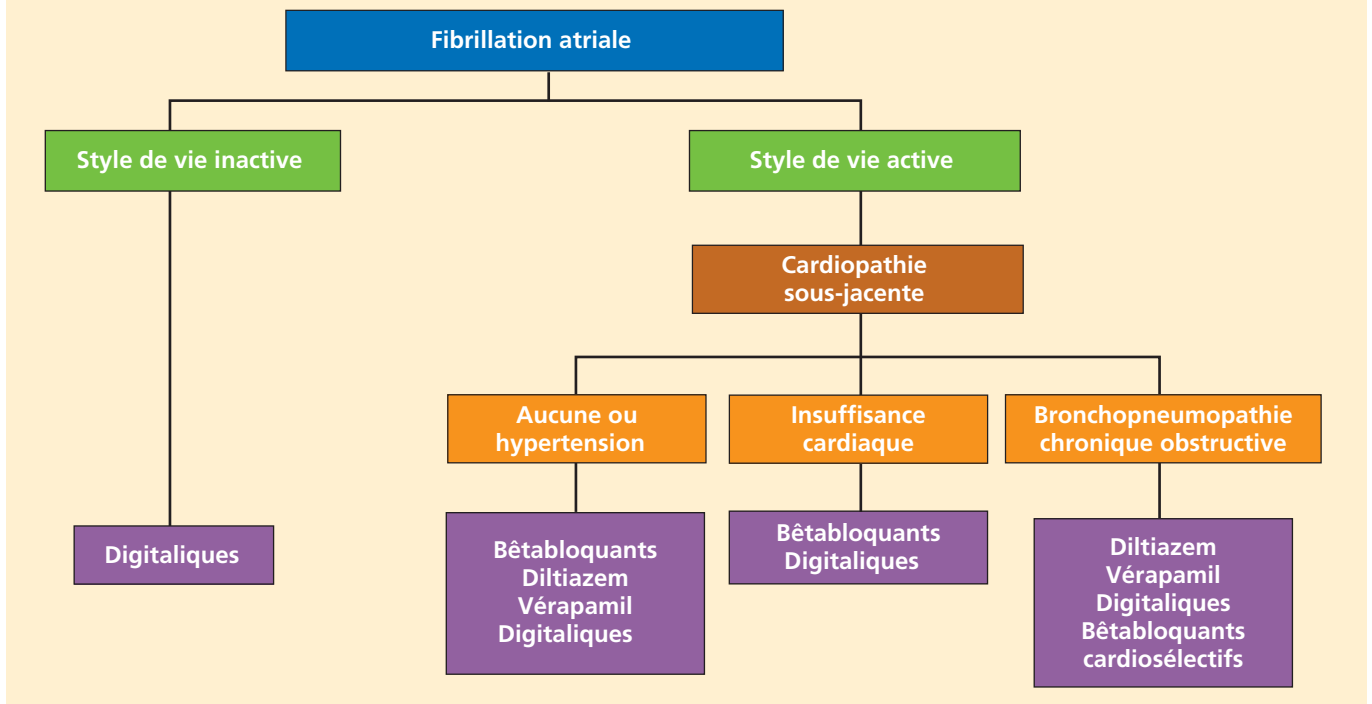 Fibrillation atriale
Style de vie inactive
Style de vie active
Cardiopathie
sous-jacente
Aucune ou
hypertension
Insuffisance
cardiaque
Bronchopneumopathie
chronique obstructive
Digitaliques
Bêtabloquants
Diltiazem
Vérapamil
Digitaliques
Bêtabloquants
Digitaliques
Diltiazem
Vérapamil
Digitaliques
Bêtabloquants
cardiosélectifs